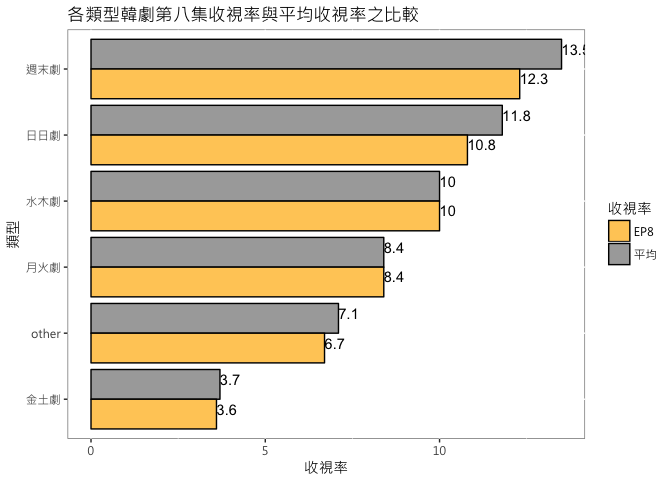 各類型韓劇第八集收視率與平均收視率之比較
類型
週末劇
13.5
12.3
日日劇
11.8
10.8
水木劇
10
10
月火劇
8.4
8.4
other
7.1
6.7
金土劇
3.7
3.6
0
5
10
收視率
收視率
EP8
平均